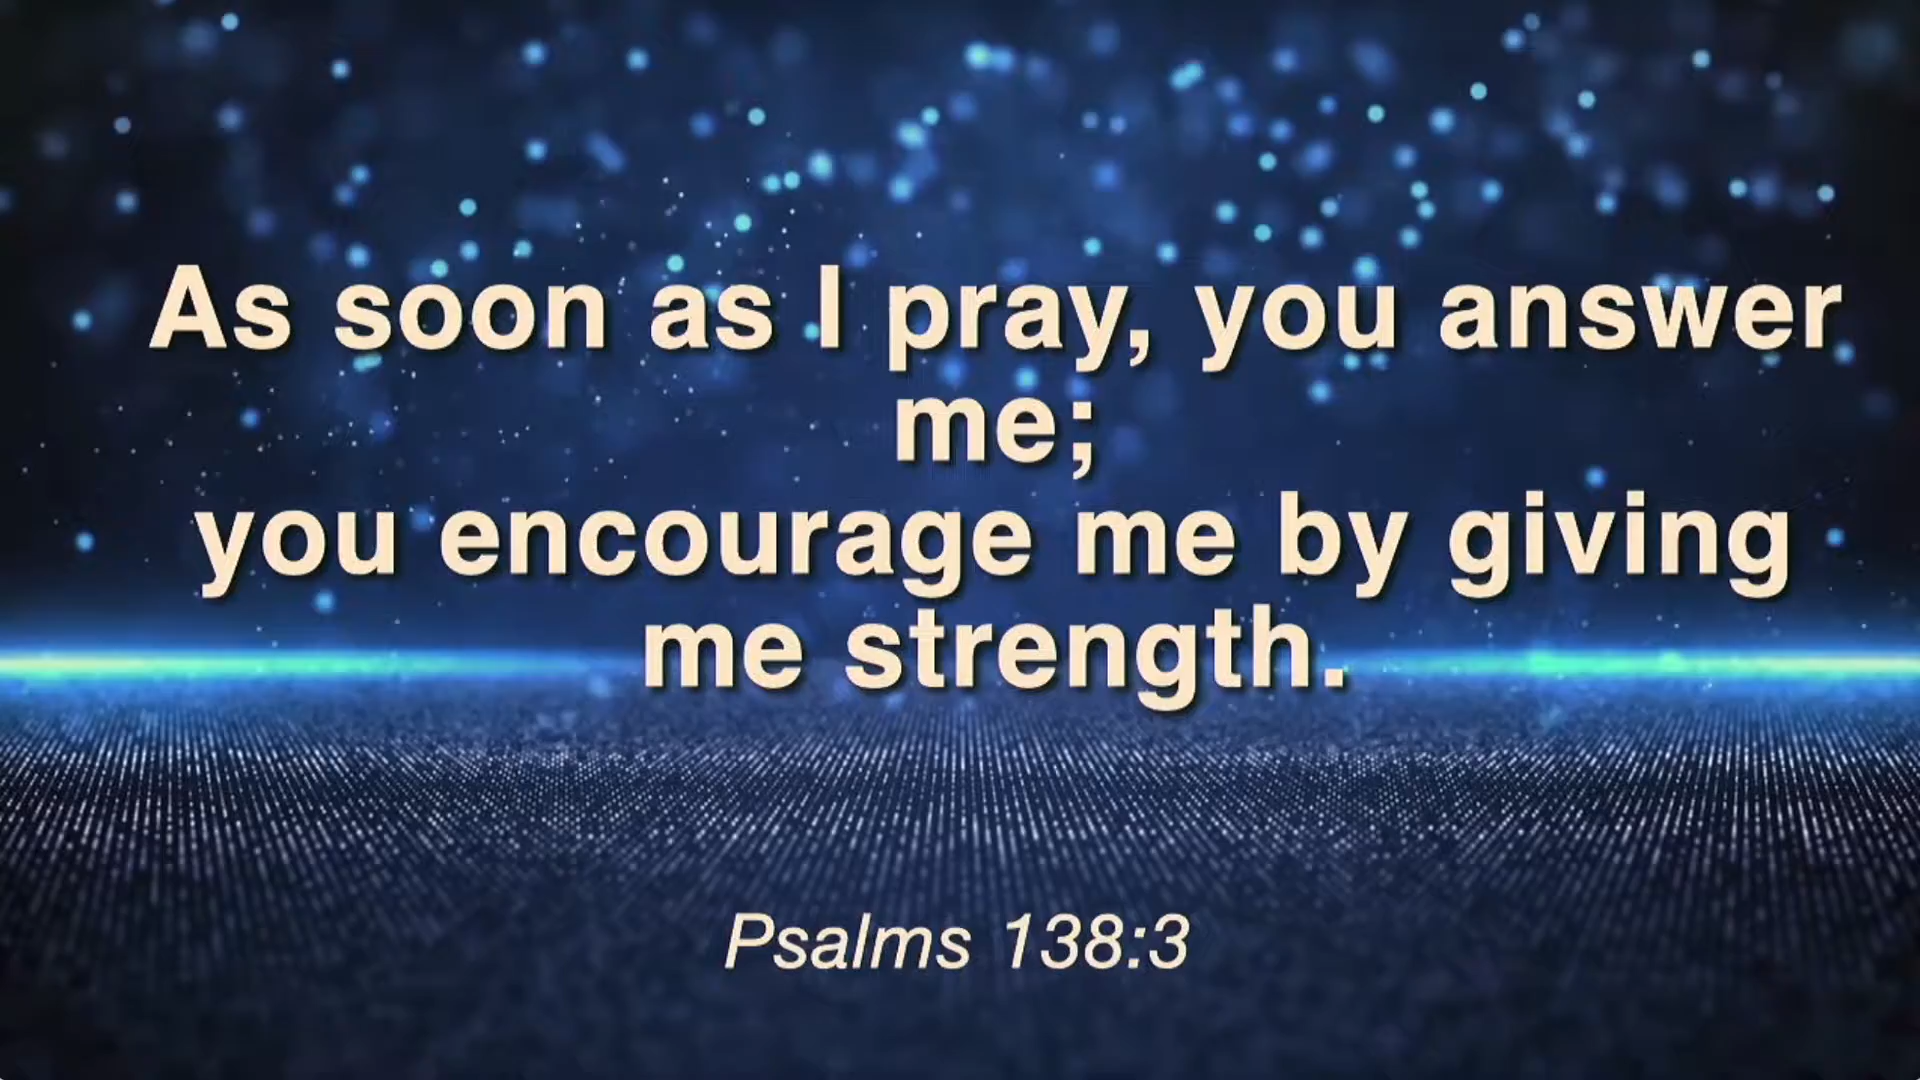 As soon as I pray, you answer
me;
you encourage me by giving
me strength.
Psalms 138:3